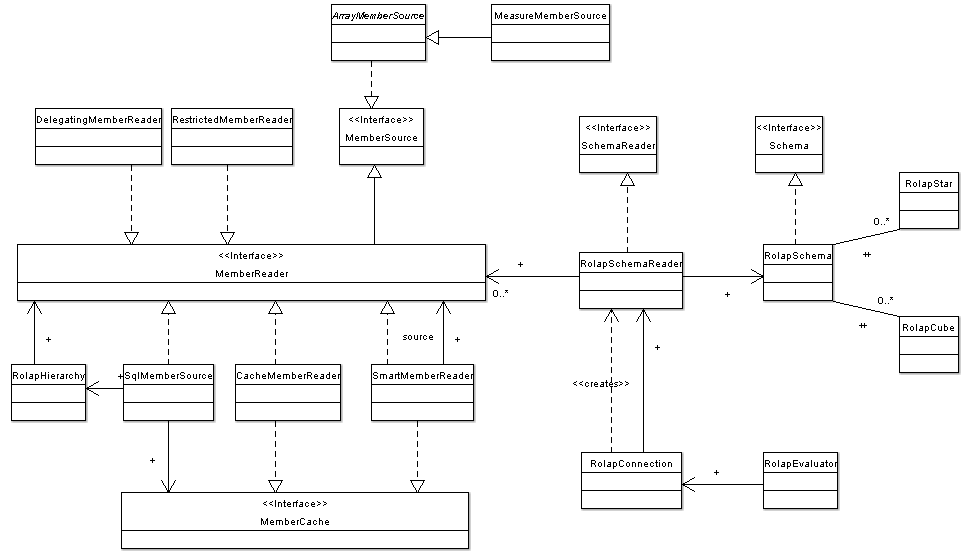 ArrayMemberSource
MeasureMemberSource
DelegatingMemberReader
RestrictedMemberReader
<<Interface>>
MemberSource
<<Interface>>
SchemaReader
<<Interface>>
Schema
RolapStar
0..*
++
<<Interface>>
MemberReader
+
0..*
RolapSchemaReader
+
RolapSchema
0..*
++
RolapCube
+
source
+
RolapHierarchy
+
SqlMemberSource
CacheMemberReader
SmartMemberReader
+
<<creates>>
+
RolapConnection
+
RolapEvaluator
<<Interface>>
MemberCache